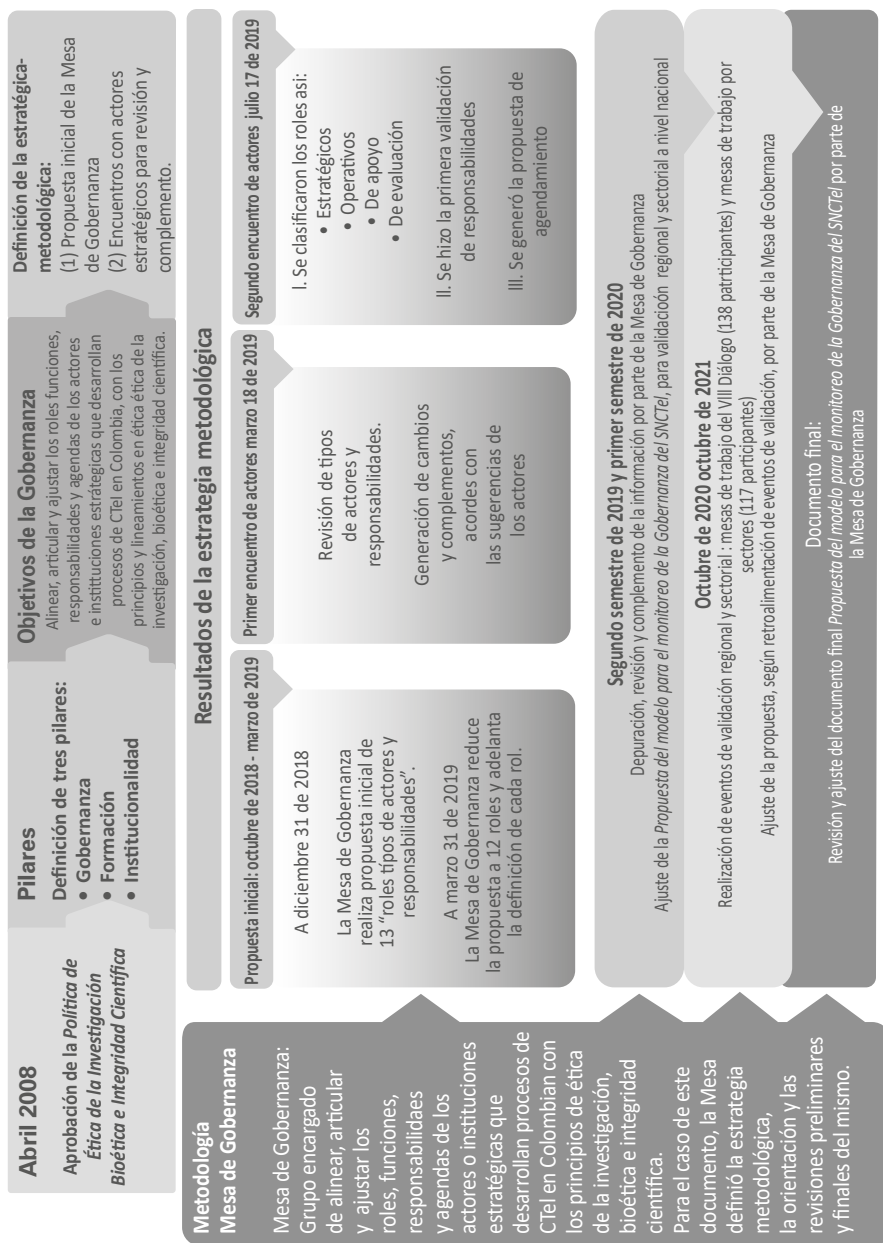 Abril 2008
Aprobación de la Política de
Ética de la Investigación
Bioética e Integridad Científica
Pilares
Definición de tres pilares:
• Gobernanza
• Formación
• Institucionalidad
Objetivos de la Gobernanza
Alinear, articular y ajustar los roles funciones,
responsabilidades y agendas de los actores
e instituciones estrátegicas que desarrollan
procesos de CTeI en Colombia, con los
principios y lineamientos en ética ética de la
investigación, bioética e integridad científica.
Definición de la estratégica-
metodológica:
(1) Propuesta inicial de la Mesa
de Gobernanza
(2) Encuentros con actores
estratégicos para revisión y
complemento.
Metodología
Mesa de Gobernanza
Mesa de Gobernanza:
Grupo encargado
de alinear, articular
y ajustar los
roles, funciones,
responsabilidaes
y agendas de los
actores o instituciones
estratégicas que
desarrollan procesos de
CTeI en Colombian con
los principios de ética
de la Investigación,
bioética e integridad
científica.
Para el caso de este
documento, la Mesa
definió la estrategia
metodológica,
la orientación y las
revisiones preliminares
y finales del mismo.
Resultados de la estrategia metodológica
Propuesta inicial: octubre de 2018 - marzo de 2019
A diciembre 31 de 2018
La Mesa de Gobernanza
realiza propuesta inicial de
13 “roles tipos de actores y
responsabilidades”.
A marzo 31 de 2019
La Mesa de Gobernanza reduce
la propuesta a 12 roles y adelanta
la definición de cada rol.
Primer encuentro de actores marzo 18 de 2019
Revisión de tipos
de actores y
responsabilidades.
Generación de cambios
y complementos,
acordes con
las sugerencias de
los actores
Segundo encuentro de actores julio 17 de 2019
I. Se clasificaron los roles asi:
• Estratégicos
• Operativos
• De apoyo
• De evaluación
II. Se hizo la primera validación
de responsabilidades
III. Se generó la propuesta de
agendamiento
Segundo semestre de 2019 y primer semestre de 2020
Depuración, revisión y complemento de la información por parte de la Mesa de Gobernanza
Ajuste de la Propuesta del modelo para el monitoreo de la Gobernanza del SNCTeI, para validacioón regional y sectorial a nivel nacional
Octubre de 2020 octubre de 2021
Realización de eventos de validación regional y sectorial : mesas de trabajo del VIII Diálogo (138 patrticipantes) y mesas de trabajo por
sectores (117 participantes)
Ajuste de la propuesta, según retroalimentación de eventos de validación, por parte de la Mesa de Gobernanza
Documento final:
Revisión y ajuste del documento final Propuesta del modelo para el monitoreo de la Gobernanza del SNCTeI por parte de
la Mesa de Gobernanza